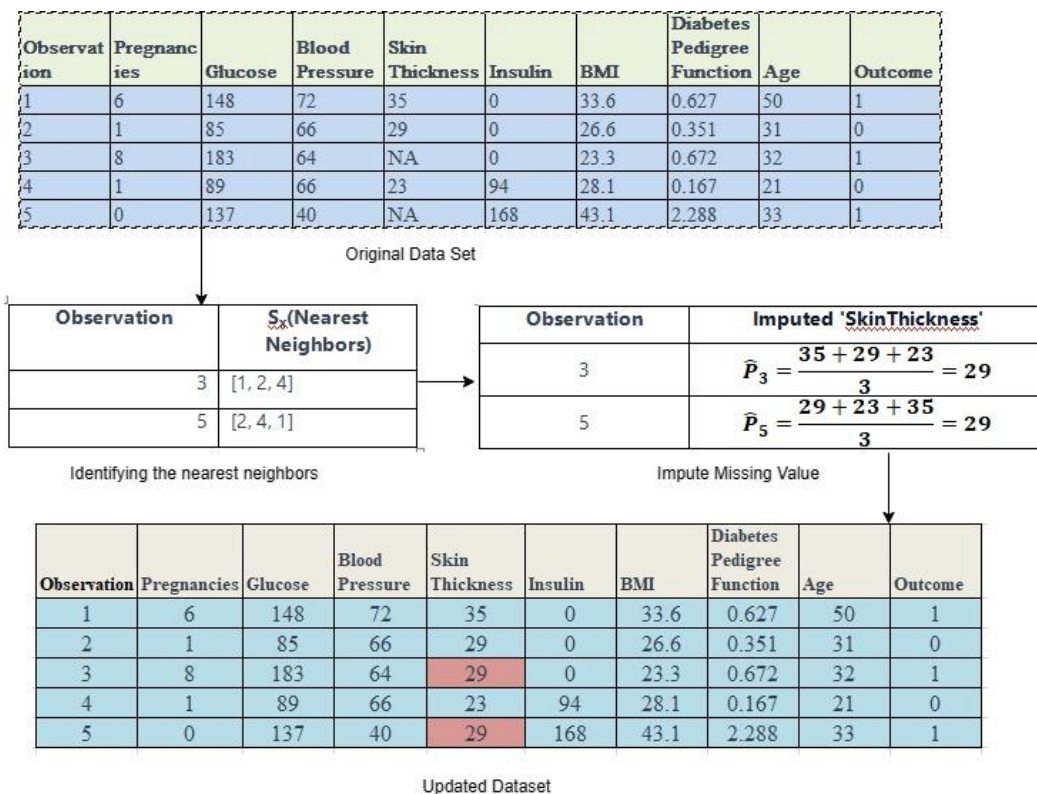 Observation Pregnancies Glucose Blood Pressure Skin Thickness Insulin BMI Diabetes Pedigree Function Age Outcome
1 6 148 72 35 0 33.6 0.627 50 1
2 1 85 66 29 0 26.6 0.351 31 0
3 8 183 64 NA 0 23.3 0.672 32 1
4 1 89 66 23 94 28.1 0.167 21 0
5 0 137 40 NA 168 43.1 2.288 33 1
Original Data Set
Observation Sx(Nearest Neighbors)
3 [1, 2, 4]
5 [2, 4, 1]
Identifying the nearest neighbors
Observation Imputed 'SkinThickness'
3 P̂3 = (35 + 29 + 23)/3 = 29
5 P̂5 = (29 + 23 + 35)/3 = 29
Impute Missing Value
Observation Pregnancies Glucose Blood Pressure Skin Thickness Insulin BMI Diabetes Pedigree Function Age Outcome
1 6 148 72 35 0 33.6 0.627 50 1
2 1 85 66 29 0 26.6 0.351 31 0
3 8 183 64 29 0 23.3 0.672 32 1
4 1 89 66 23 94 28.1 0.167 21 0
5 0 137 40 29 168 43.1 2.288 33 1
Updated Dataset